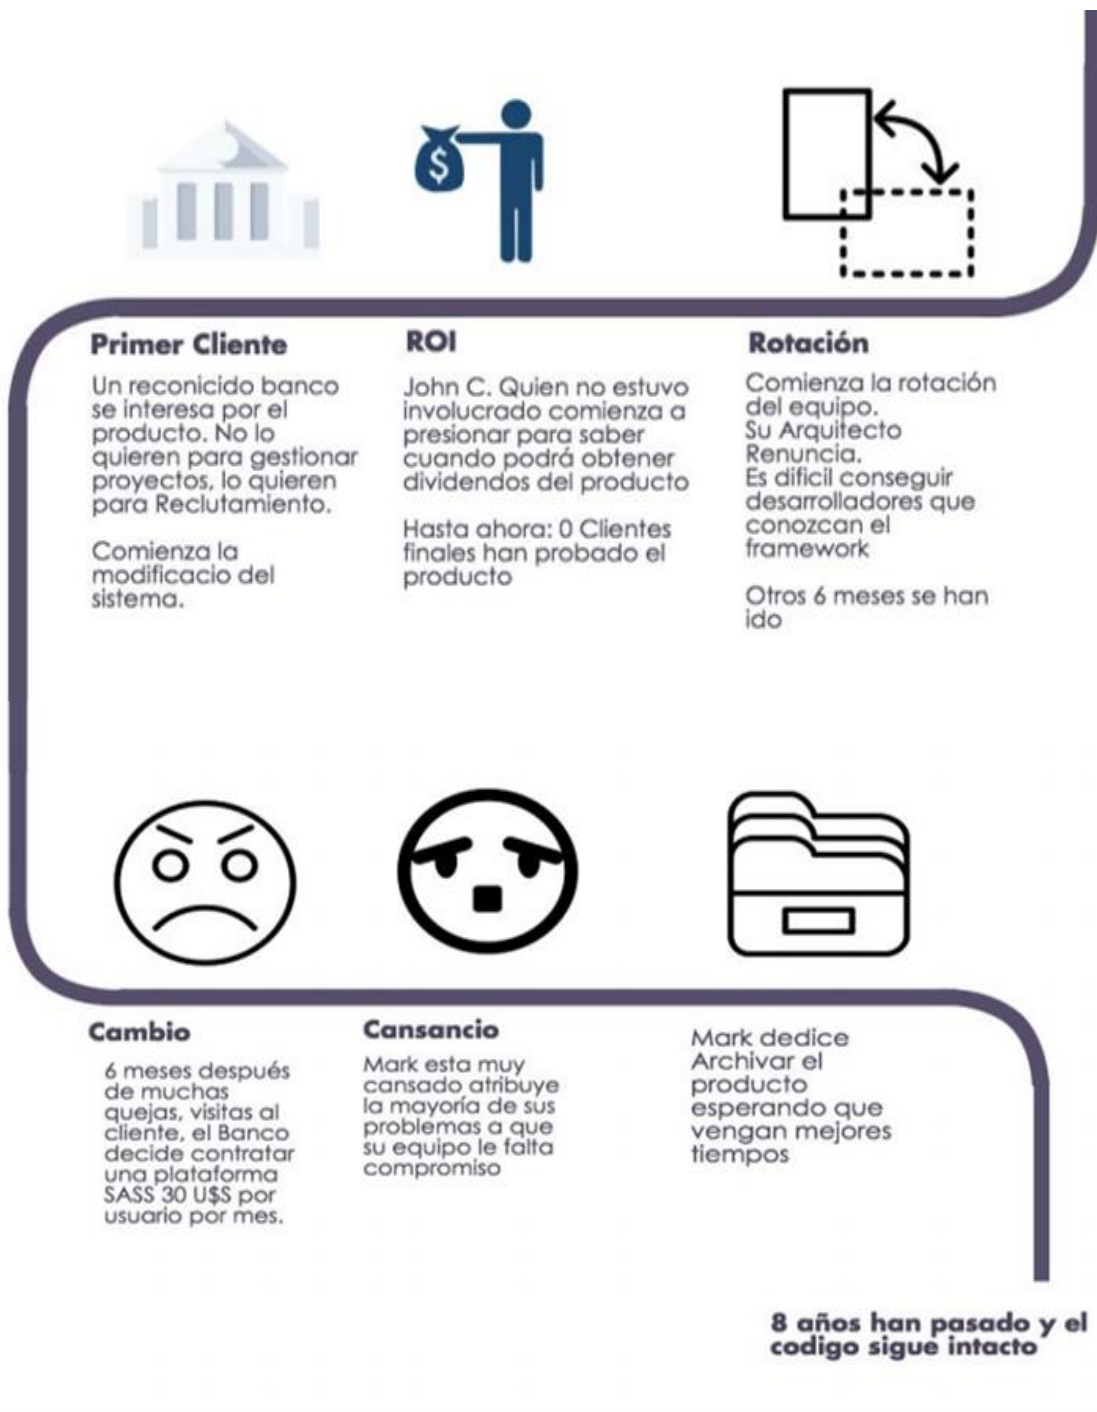 $
Primer Cliente
Un reconicido banco
se interesa por el
producto. No lo
quieren para gestionar
proyectos, lo quieren
para Reclutamiento.
Comienza la
modificacio del
sistema.
ROI
John C. Quien no estuvo
involucrado comienza a
presionar para saber
cuando podrá obtener
dividendos del producto
Hasta ahora: 0 Clientes
finales han probado el
producto
Rotación
Comienza la rotación
del equipo.
Su Arquitecto
Renuncia.
Es dificil conseguir
desarrolladores que
conozcan el
framework
Otros 6 meses se han
ido
Cambio
6 meses después
de muchas
quejas, visitas al
cliente, el Banco
decide contratar
una plataforma
SASS 30 U$S por
usuario por mes.
Cansancio
Mark esta muy
cansado atribuye
la mayoría de sus
problemas a que
su equipo le falta
compromiso
Mark dedice
Archivar el
producto
esperando que
vengan mejores
tiempos
8 años han pasado y el
codigo sigue intacto